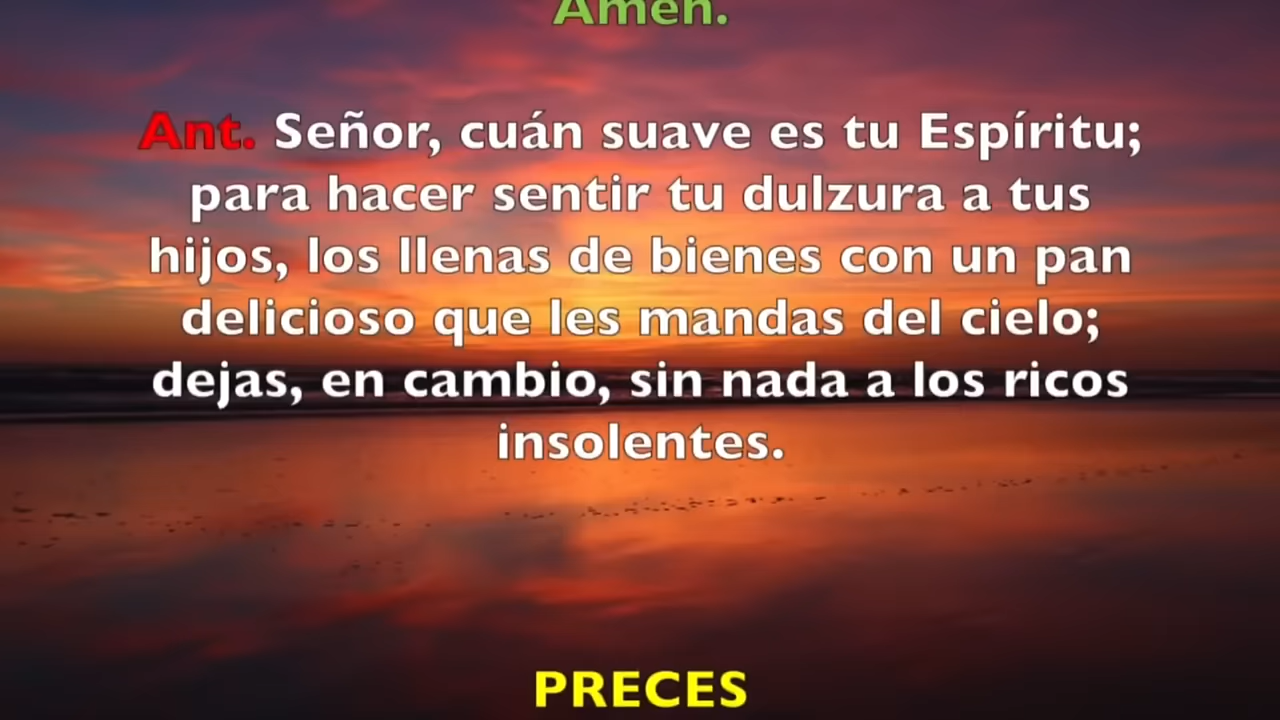 Amén.
Ant. Señor, cuán suave es tu Espíritu;
para hacer sentir tu dulzura a tus
hijos, los llenas de bienes con un pan
delicioso que les mandas del cielo;
dejas, en cambio, sin nada a los ricos
insolentes.
PRECES